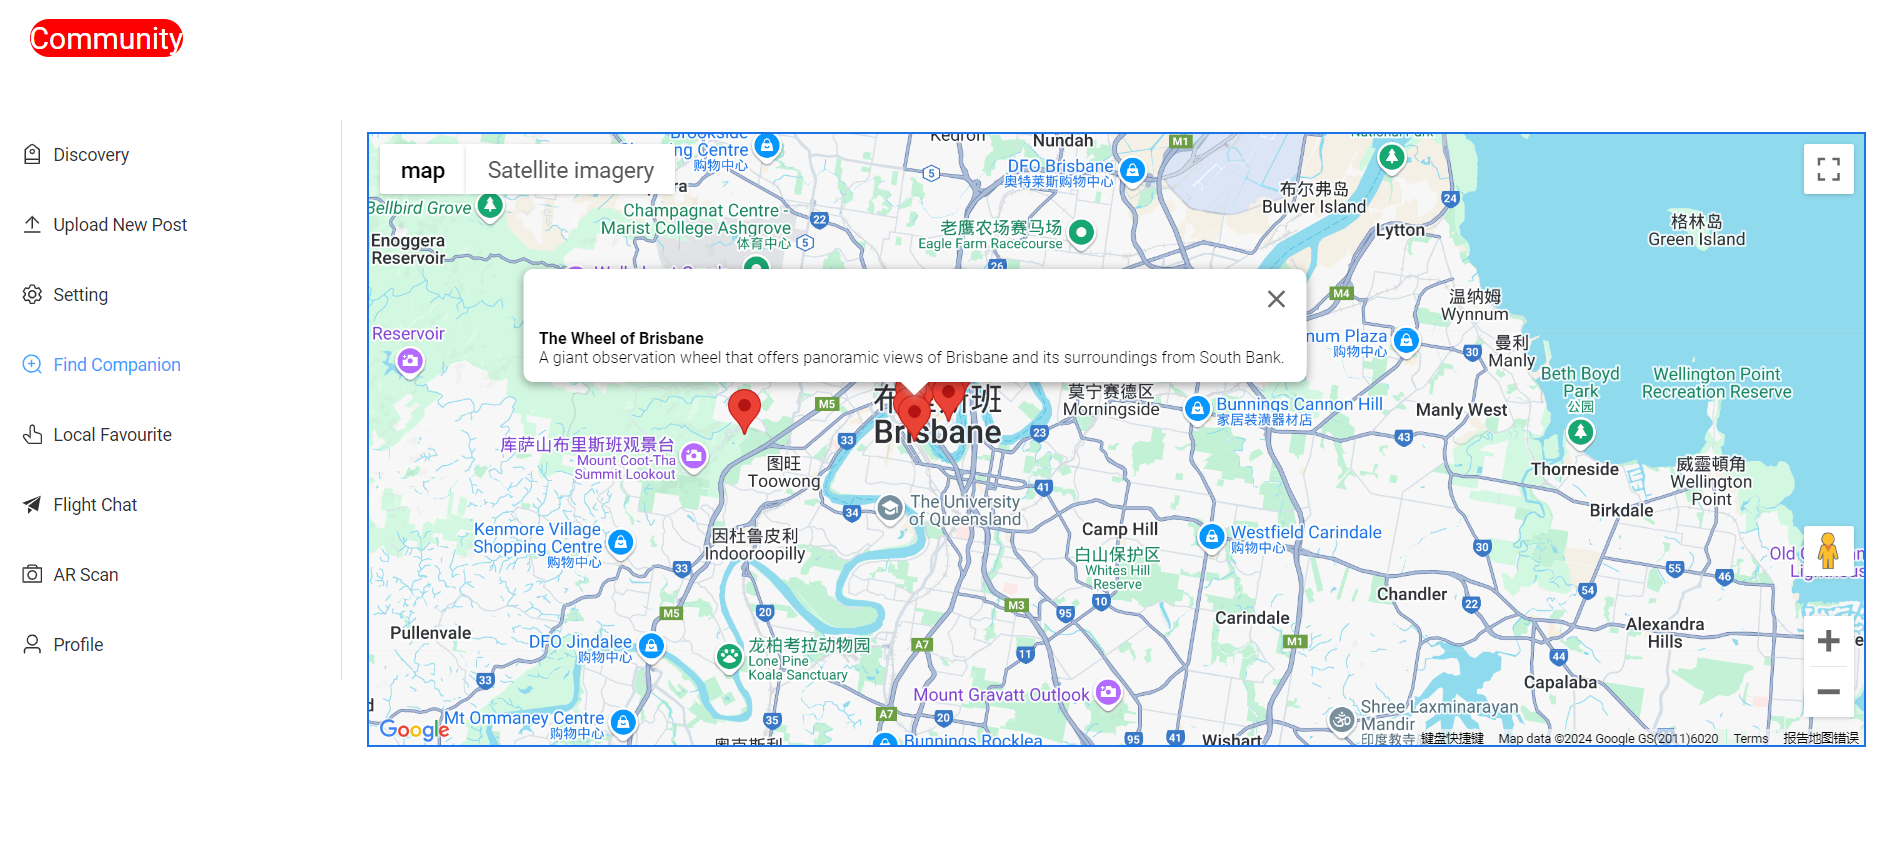 Community
Discovery
Upload New Post
Setting
Find Companion
Local Favourite
Flight Chat
AR Scan
Profile
map
Satellite imagery
Brookside
Shopping Centre
购物中心
Kedron
Nundah
M1
DFO Brisbane
奥特莱斯购物中心
5
National Park
布尔弗岛
Bulwer Island
24
格林岛
Green Island
Bellbird Grove
Champagnat Centre -
Marist College Ashgrove
体育中心
22
5
老鹰农场赛马场
Eagle Farm Racecourse
Lytton
Enoggera
Reservoir
26
M4
温纳姆
Wynnum
The Wheel of Brisbane
A giant observation wheel that offers panoramic views of Brisbane and its surroundings from South Bank.
Reservoir
num Plaza
购物中心
30
曼利
Manly
Beth Boyd
Park
公园
Wellington Point
Recreation Reserve
M5
Brisbane
莫宁赛德区
Morningside
Bunnings Cannon Hill
家居装潢器材店
Manly West
33
23
43
库萨山布里斯班观景台
Mount Coot-Tha
Summit Lookout
图旺
Toowong
41
Thorneside
威靈頓角
Wellington
Point
34
The University
of Queensland
Birkdale
Kenmore Village
Shopping Centre
购物中心
因杜鲁皮利
Indooroopilly
Camp Hill
白山保护区
Whites Hill
Reserve
Westfield Carindale
购物中心
30
33
55
46
54
M5
20
M3
95
10
Chandler
22
Carindale
Pullenvale
DFO Jindalee
购物中心
龙柏考拉动物园
Lone Pine
Koala Sanctuary
A7
11
M1
Alexandra
Hills
44
33
Capalaba
Mount Gravatt Outlook
Mt Ommaney Centre
购物中心
35
A7
20
Bunnings Rocklea
95
41
Wishart
Shree Laxminarayan
Mandir
印度教寺
Google
键盘快捷键
Map data ©2024 Google GS(2011)6020
Terms
报告地图错误